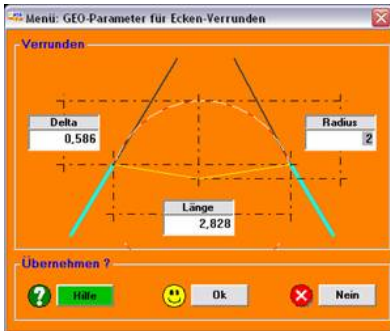 Menü: GEO-Parameter für Ecken-Verrunden
Verrunden
Delta
0,586
Radius
2
Länge
2,828
Übernehmen ?
Hilfe
Ok
Nein